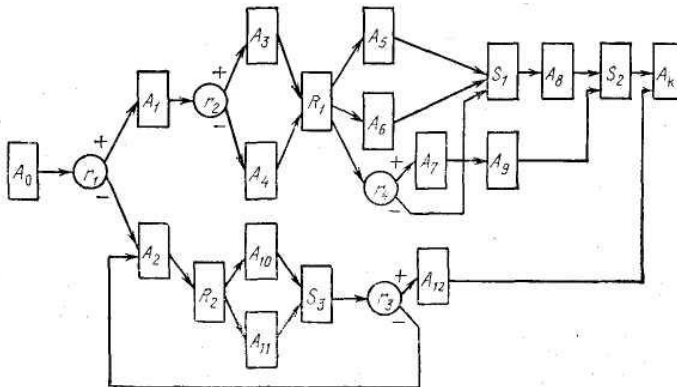 A₃ A₅
+
A₁ r₂ R₁ S₁ A₈ S₂ Aₖ
−
A₆
+
A₀ r₁ A₄ + A₇ A₉
− r₄
−
A₂ A₁₀ + A₁₂
R₂ S₃ r₃
−
A₁₁